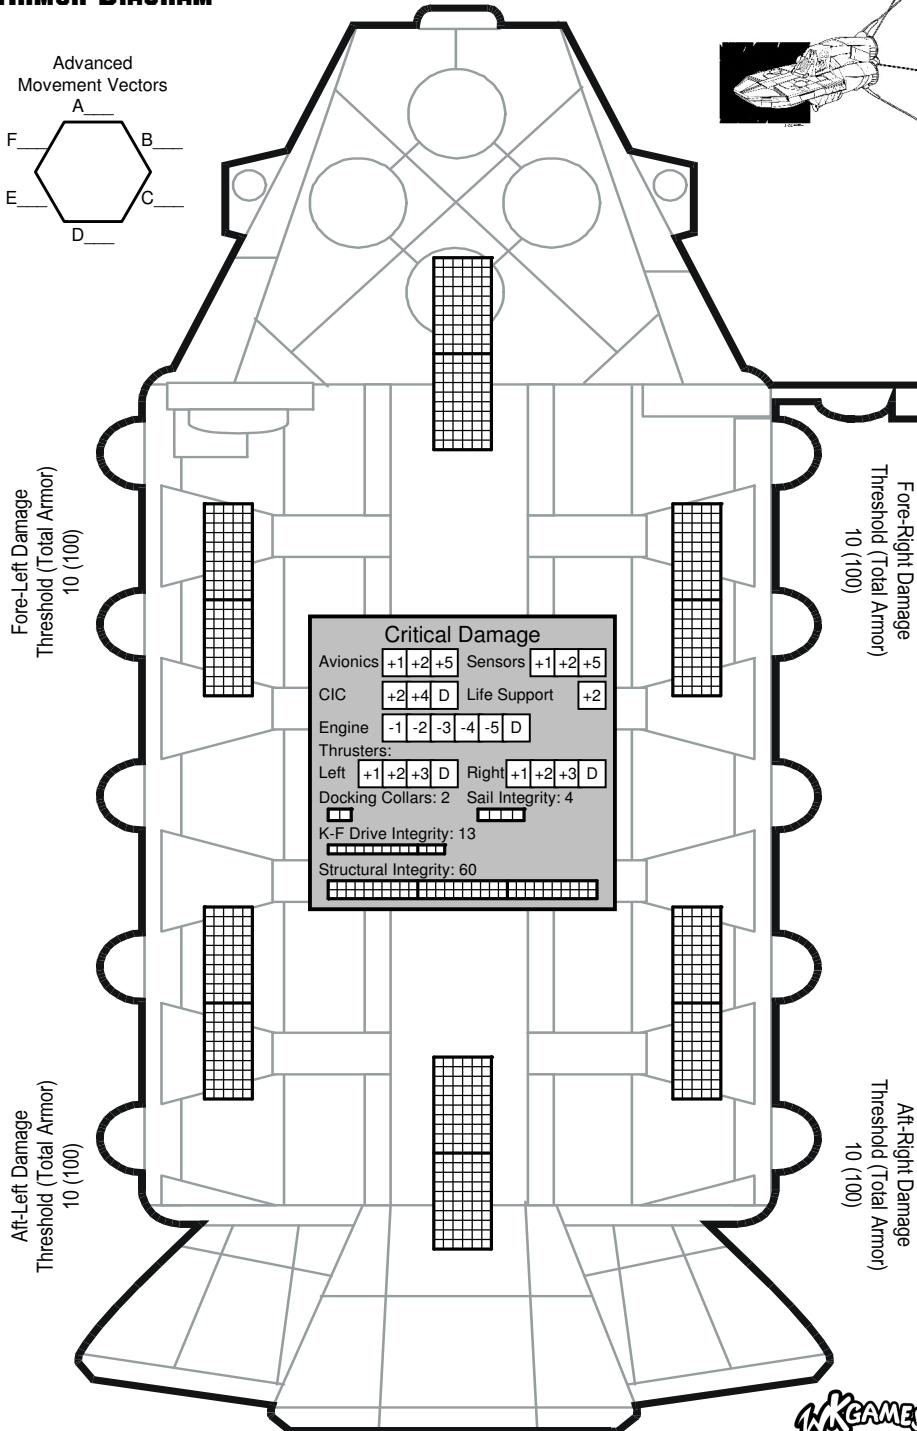 ARMOR DIAGRAM
Advanced
Movement Vectors
A___
F___ B___
E___ C___
D___
Fore-Left Damage
Threshold (Total Armor)
10 (100)
Fore-Right Damage
Threshold (Total Armor)
10 (100)
Critical Damage
Avionics +1 +2 +5 Sensors +1 +2 +5
CIC +2 +4 D Life Support +2
Engine -1 -2 -3 -4 -5 D
Thrusters:
Left +1 +2 +3 D Right +1 +2 +3 D
Docking Collars: 2 Sail Integrity: 4
K-F Drive Integrity: 13
Structural Integrity: 60
Aft-Left Damage
Threshold (Total Armor)
10 (100)
Aft-Right Damage
Threshold (Total Armor)
10 (100)
WKGAMES